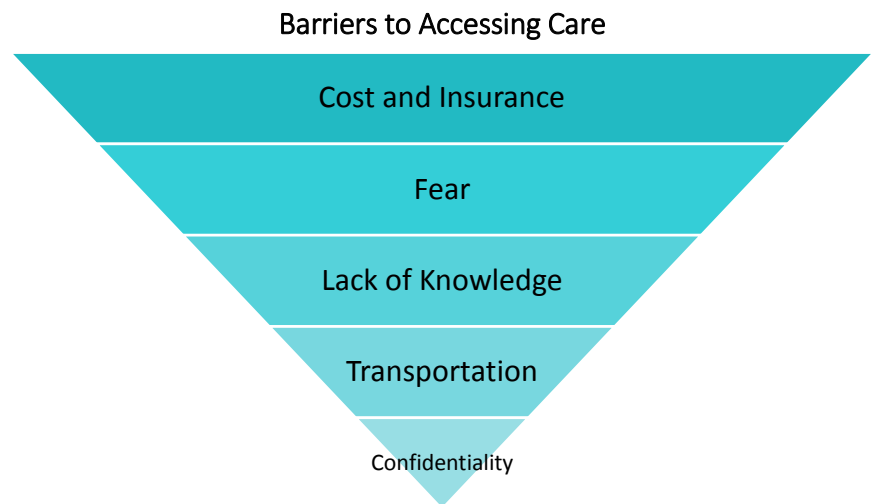 Barriers to Accessing Care
Cost and Insurance
Fear
Lack of Knowledge
Transportation
Confidentiality